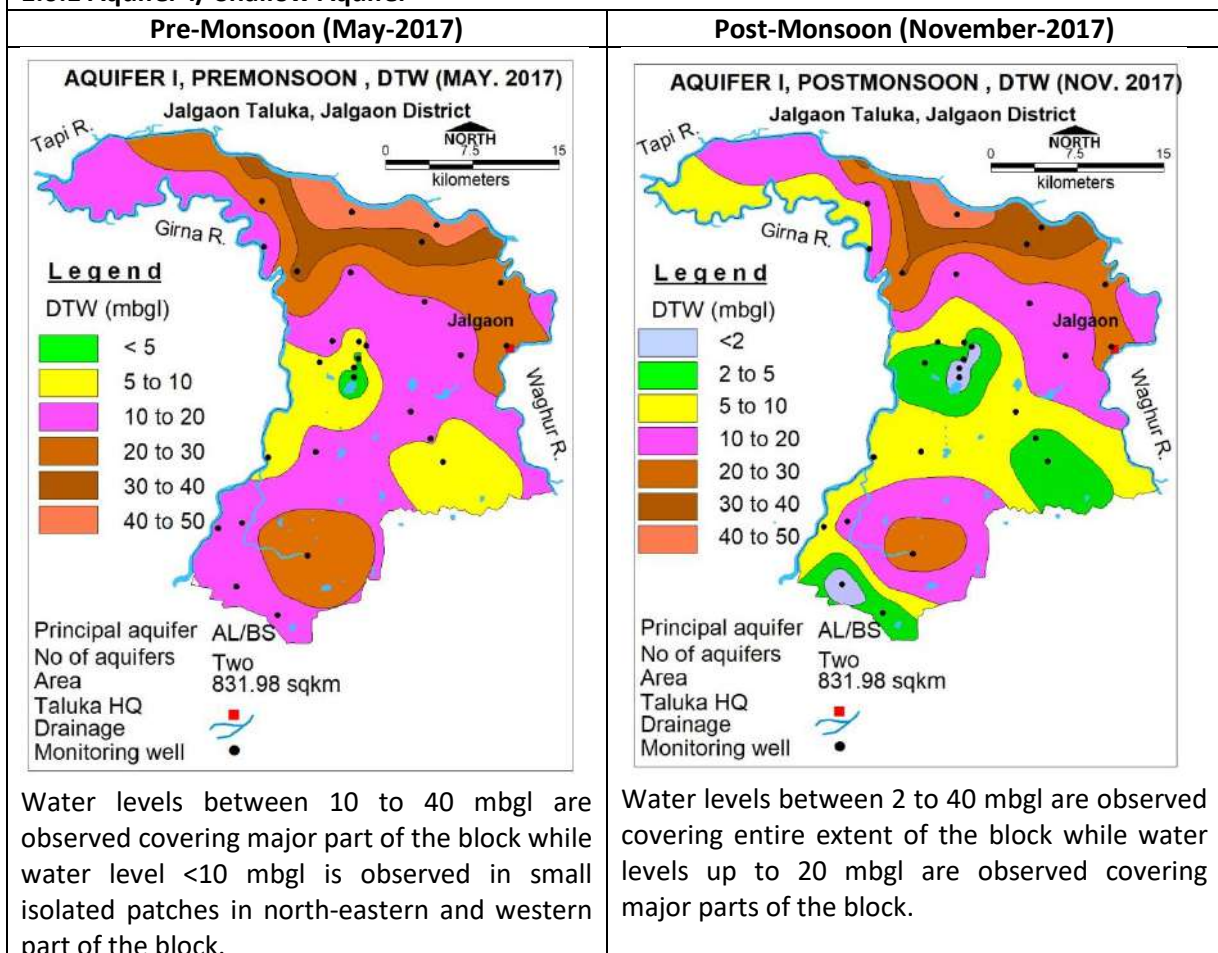 Pre-Monsoon (May-2017)
Post-Monsoon (November-2017)
AQUIFER I, PREMONSOON , DTW (MAY. 2017)
Jalgaon Taluka, Jalgaon District
Tapi R.
NORTH
0 7.5 15
kilometers
Girna R.
Legend
DTW (mbgl)
< 5
5 to 10
10 to 20
20 to 30
30 to 40
40 to 50
Jalgaon
Waghur R.
Principal aquifer AL/BS
No of aquifers Two
Area 831.98 sqkm
Taluka HQ
Drainage
Monitoring well
AQUIFER I, POSTMONSOON , DTW (NOV. 2017)
Jalgaon Taluka, Jalgaon District
Tapi R.
NORTH
0 7.5 15
kilometers
Girna R.
Legend
DTW (mbgl)
<2
2 to 5
5 to 10
10 to 20
20 to 30
30 to 40
40 to 50
Jalgaon
Waghur R.
Principal aquifer AL/BS
No of aquifers Two
Area 831.98 sqkm
Taluka HQ
Drainage
Monitoring well
Water levels between 10 to 40 mbgl are
observed covering major part of the block while
water level <10 mbgl is observed in small
isolated patches in north-eastern and western
part of the block.
Water levels between 2 to 40 mbgl are observed
covering entire extent of the block while water
levels up to 20 mbgl are observed covering
major parts of the block.